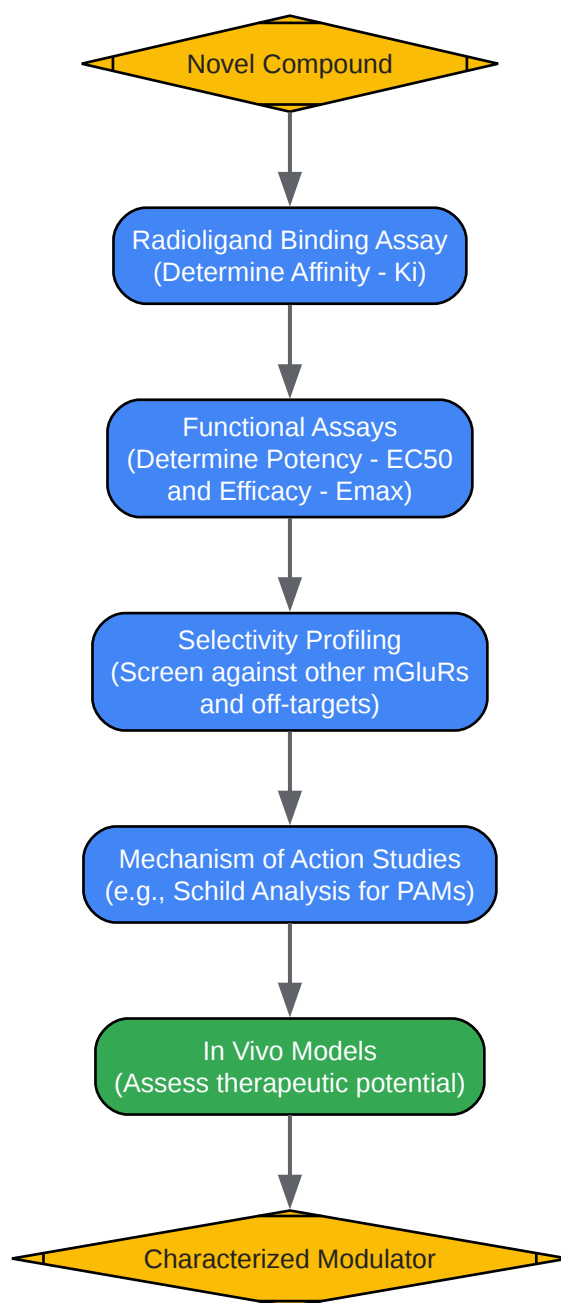 Novel Compound
Radioligand Binding Assay
(Determine Affinity - Ki)
Functional Assays
(Determine Potency - EC50
and Efficacy - Emax)
Selectivity Profiling
(Screen against other mGluRs
and off-targets)
Mechanism of Action Studies
(e.g., Schild Analysis for PAMs)
In Vivo Models
(Assess therapeutic potential)
Characterized Modulator